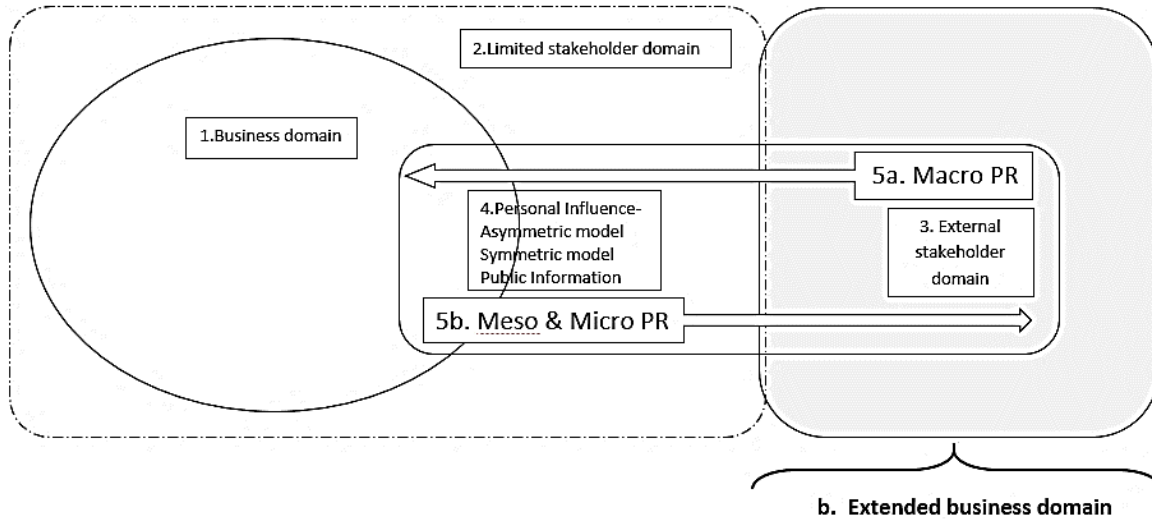 2.Limited stakeholder domain
1.Business domain
5a. Macro PR
4.Personal Influence-
Asymmetric model
Symmetric model
Public Information
3. External
stakeholder
domain
5b. Meso & Micro PR
b. Extended business domain